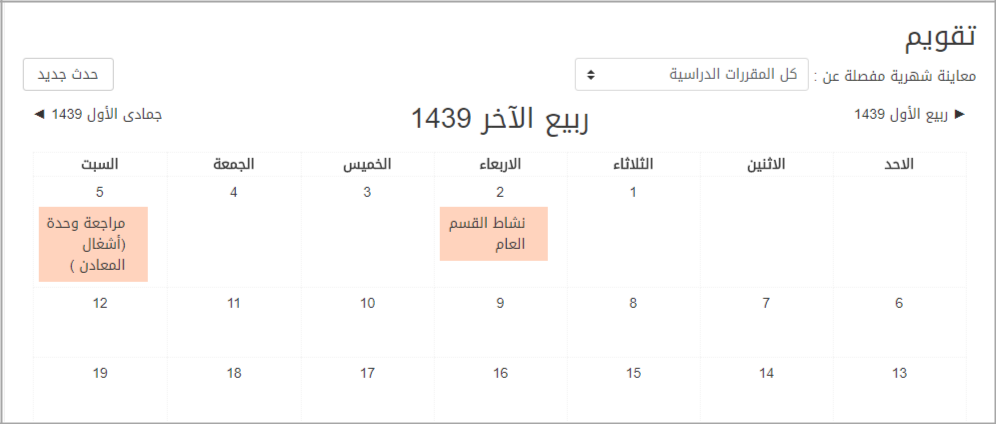 تقويم
معاينة شهرية مفصلة عن : كل المقررات الدراسية حدث جديد
► ربيع الأول 1439 ربيع الآخر 1439 جمادى الأول 1439 ◄
الاحد الاثنين الثلاثاء الاربعاء الخميس الجمعة السبت
1 2 3 4 5
نشاط القسم
العام
مراجعة وحدة
(أشغال
المعادن )
6 7 8 9 10 11 12
13 14 15 16 17 18 19